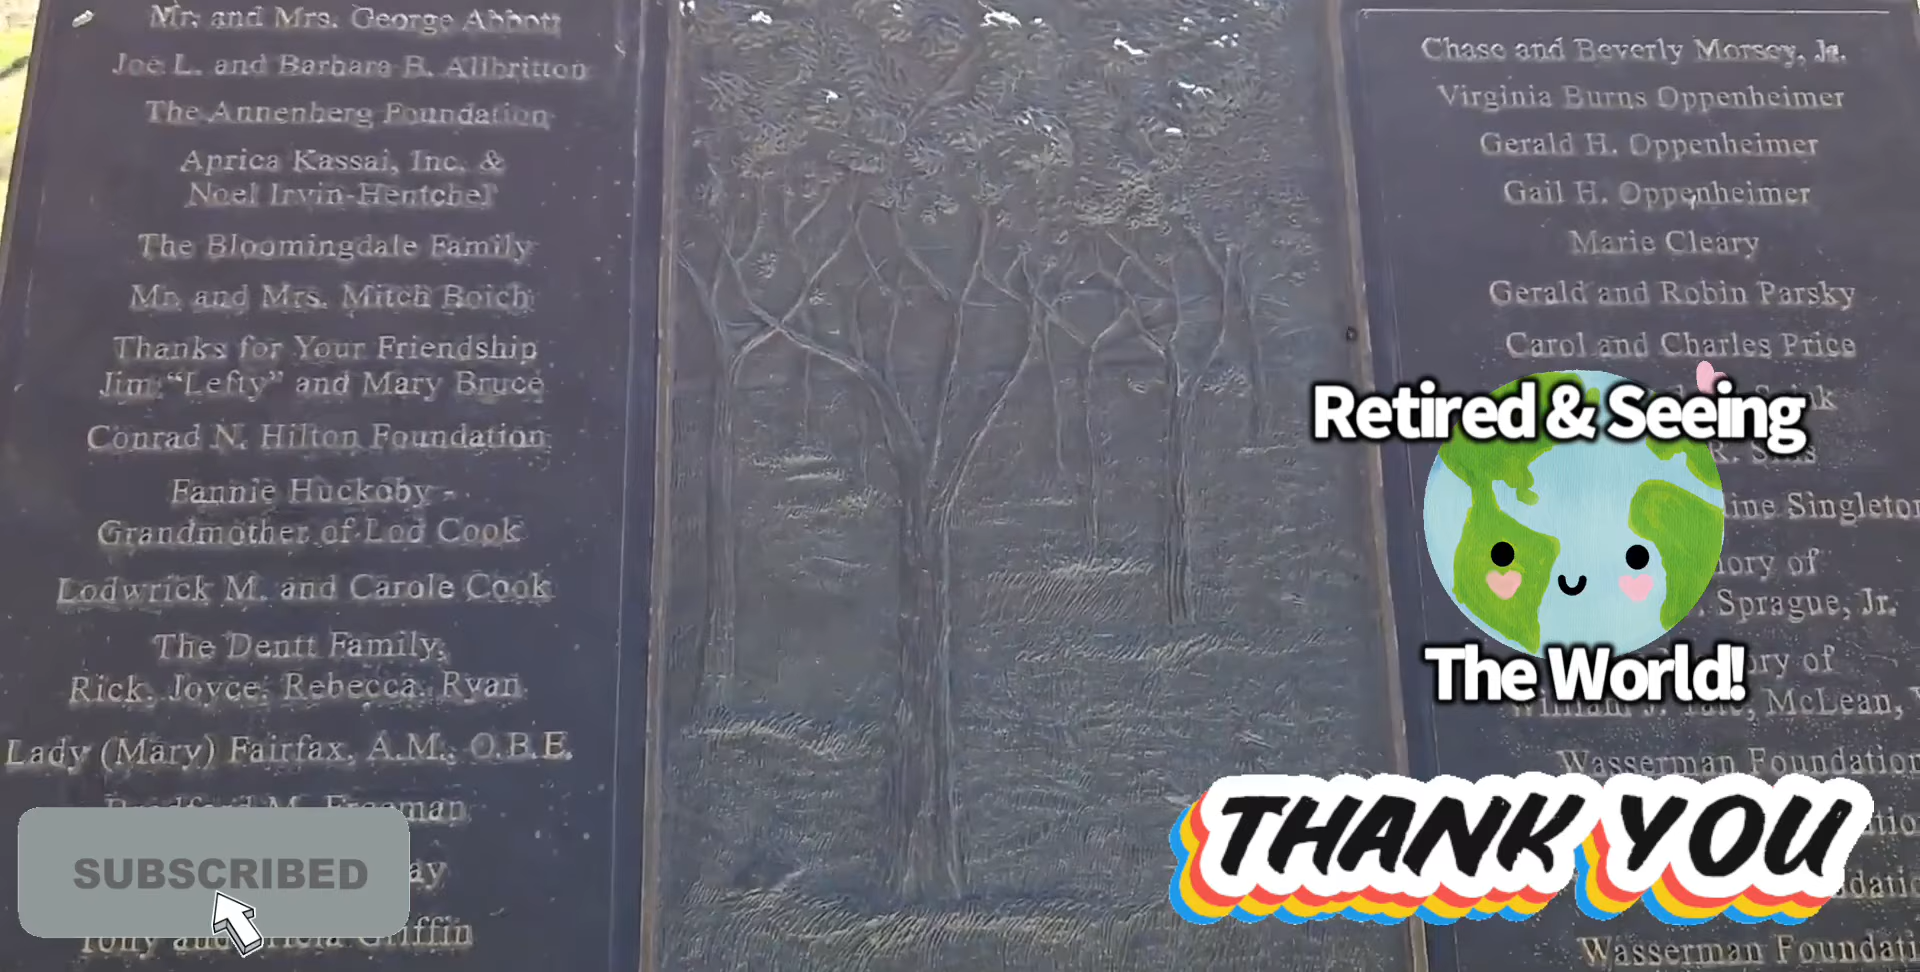 Mr. and Mrs. George Abbott
Joe L. and Barbara B. Allbritton
The Annenberg Foundation
Aprica Kassai, Inc. &
Noel Irvin-Hentchel
The Bloomingdale Family
Mr. and Mrs. Mitch Boich
Thanks for Your Friendship
Jim "Lefty" and Mary Bruce
Conrad N. Hilton Foundation
Fannie Huckoby -
Grandmother of Lod Cook
Lodwrick M. and Carole Cook
The Dentt Family,
Rick, Joyce, Rebecca, Ryan
Lady (Mary) Fairfax, A.M., O.B.E.
Bradford M. Freeman
SUBSCRIBED
Griffin
Chase and Beverly Morsey, Jr.
Virginia Burns Oppenheimer
Gerald H. Oppenheimer
Gail H. Oppenheimer
Marie Cleary
Gerald and Robin Parsky
Carol and Charles Price
Retired & Seeing
Singleton
of
Sprague, Jr.
The World!
of
McLean,
Wasserman Foundation
THANK YOU
Wasserman Foundati